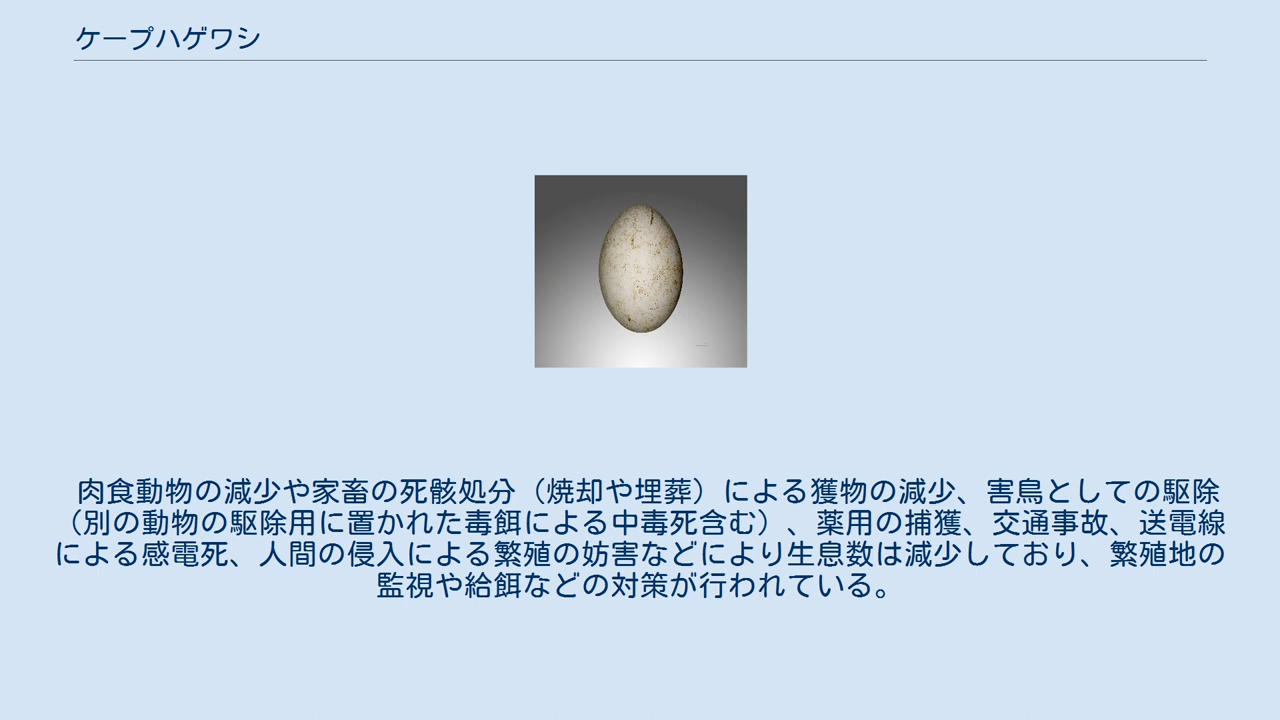 ケープハゲワシ
肉食動物の減少や家畜の死骸処分（焼却や埋葬）による獲物の減少、害鳥としての駆除
（別の動物の駆除用に置かれた毒餌による中毒死含む）、薬用の捕獲、交通事故、送電線
による感電死、人間の侵入による繁殖の妨害などにより生息数は減少しており、繁殖地の
監視や給餌などの対策が行われている。